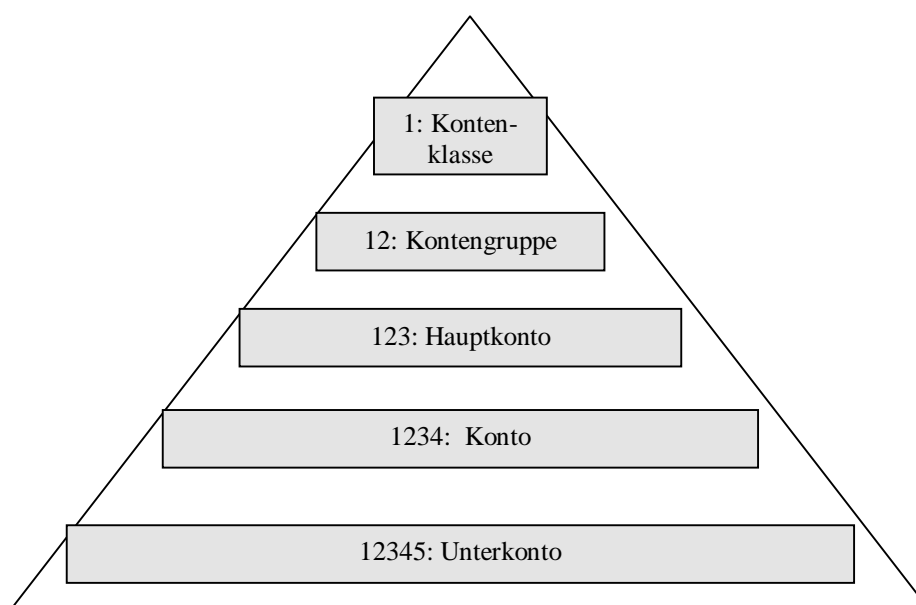 1: Konten-
klasse
12: Kontengruppe
123: Hauptkonto
1234:  Konto
12345: Unterkonto